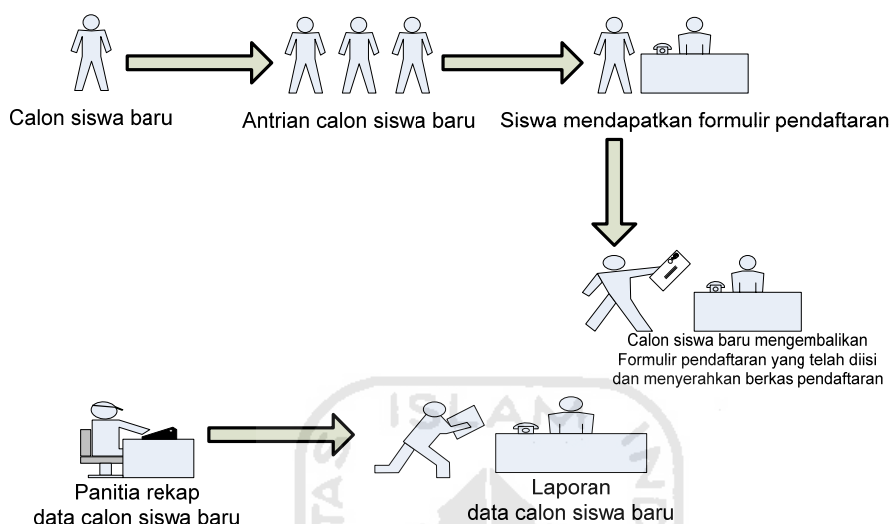 Calon siswa baru
Antrian calon siswa baru
Siswa mendapatkan formulir pendaftaran
Calon siswa baru mengembalikan
Formulir pendaftaran yang telah diisi
dan menyerahkan berkas pendaftaran
Panitia rekap
data calon siswa baru
Laporan
data calon siswa baru
ISLAM